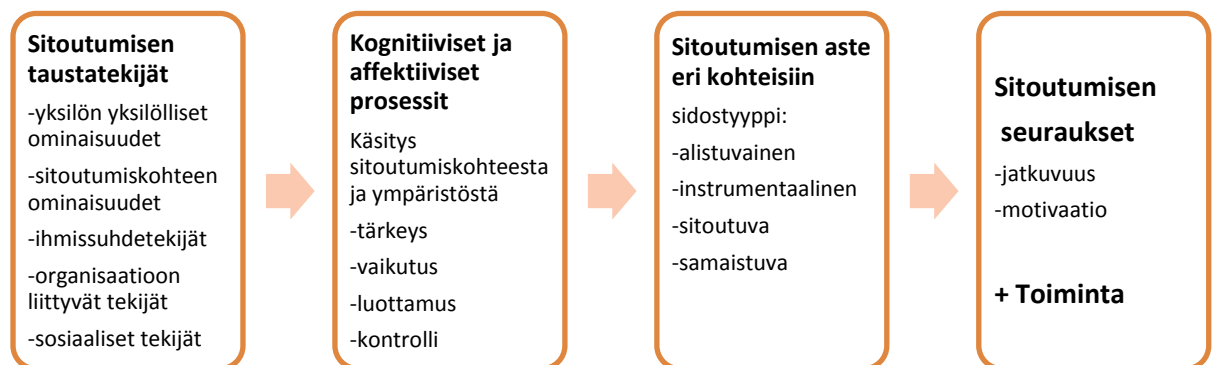 Sitoutumisen
taustatekijät
-yksilön yksilölliset
ominaisuudet
-sitoutumiskohteen
ominaisuudet
-ihmissuhdetekijät
-organisaatioon
liittyvät tekijät
-sosiaaliset tekijät
Kognitiiviset ja
affektiiviset
prosessit
Käsitys
sitoutumiskohteesta
ja ympäristöstä
-tärkeys
-vaikutus
-luottamus
-kontrolli
Sitoutumisen aste
eri kohteisiin
sidostyyppi:
-alistuvainen
-instrumentaalinen
-sitoutuva
-samaistuva
Sitoutumisen
seuraukset
-jatkuvuus
-motivaatio
+ Toiminta